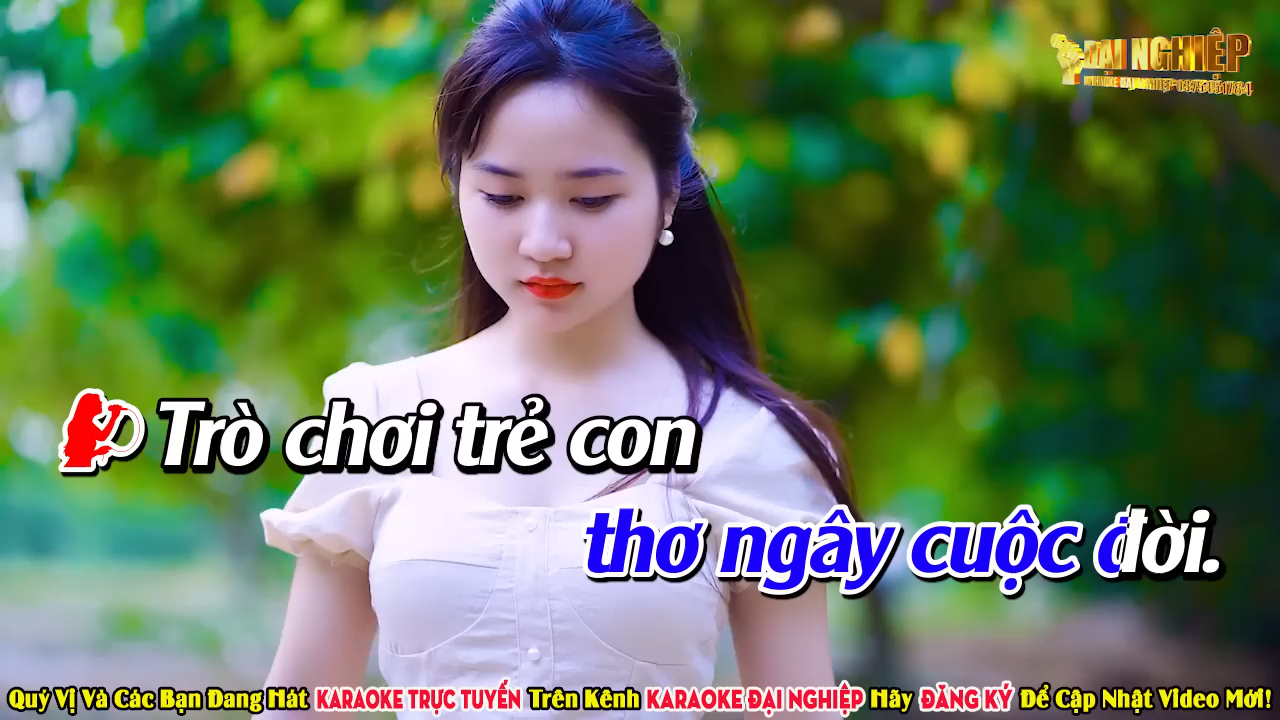 ĐẠI NGHIỆP
Trò chơi trẻ con
thơ ngây cuộc đời.
Quý Vị Và Các Bạn Đang Hát KARAOKE TRỰC TUYẾN Trên Kênh KARAOKE ĐẠI NGHIỆP Hãy ĐĂNG KÝ Để Cập Nhật Video Mới!